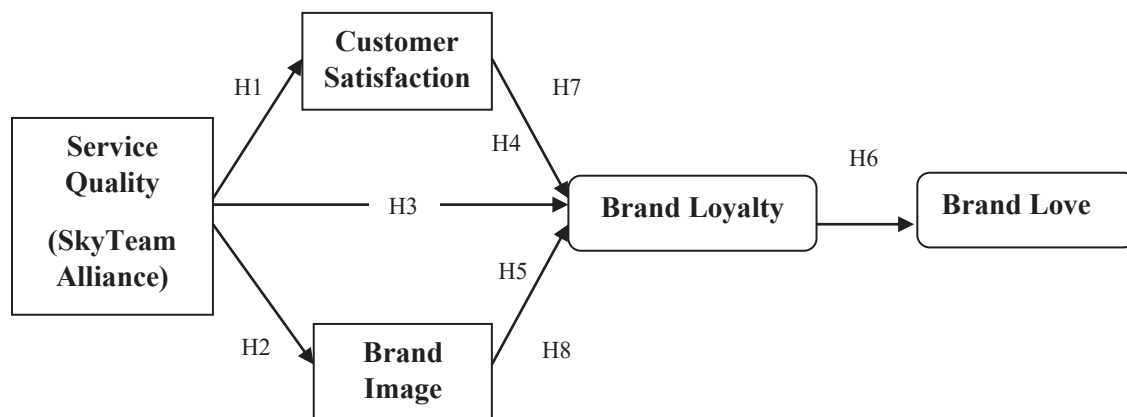 Customer
Satisfaction
H1
H7
Service
Quality
(SkyTeam
Alliance)
H4
H3
Brand Loyalty
H6
Brand Love
H5
H2
H8
Brand
Image